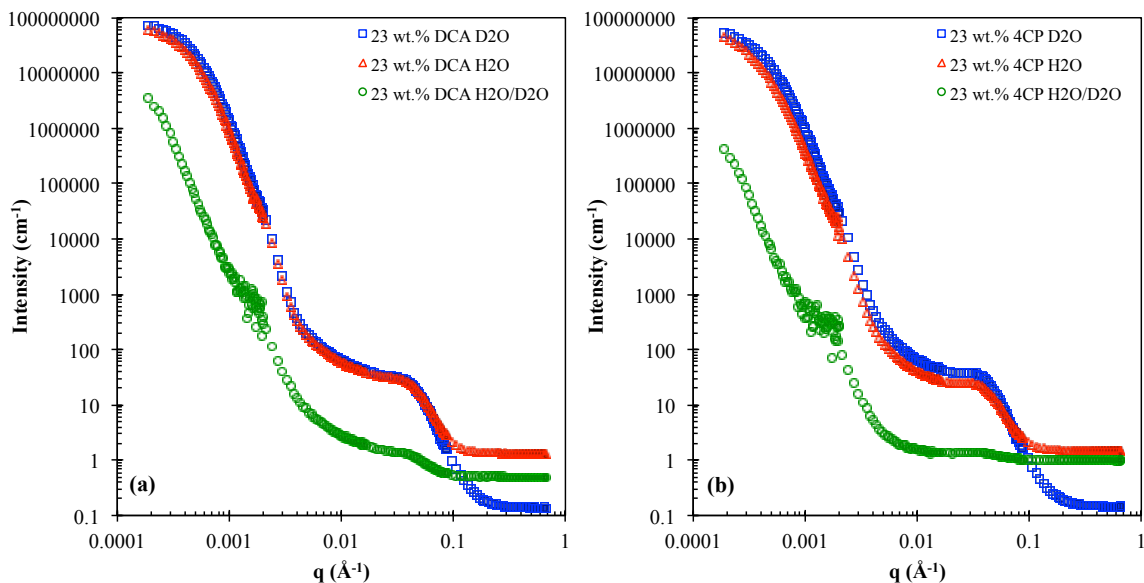 100000000
10000000
1000000
100000
10000
1000
100
10
1
0.1
Intensity (cm⁻¹)
23 wt.% DCA D2O
23 wt.% DCA H2O
23 wt.% DCA H2O/D2O
(a)
0.0001 0.001 0.01 0.1 1
q (Å⁻¹)
100000000
10000000
1000000
100000
10000
1000
100
10
1
0.1
Intensity (cm⁻¹)
23 wt.% 4CP D2O
23 wt.% 4CP H2O
23 wt.% 4CP H2O/D2O
(b)
0.0001 0.001 0.01 0.1 1
q (Å⁻¹)